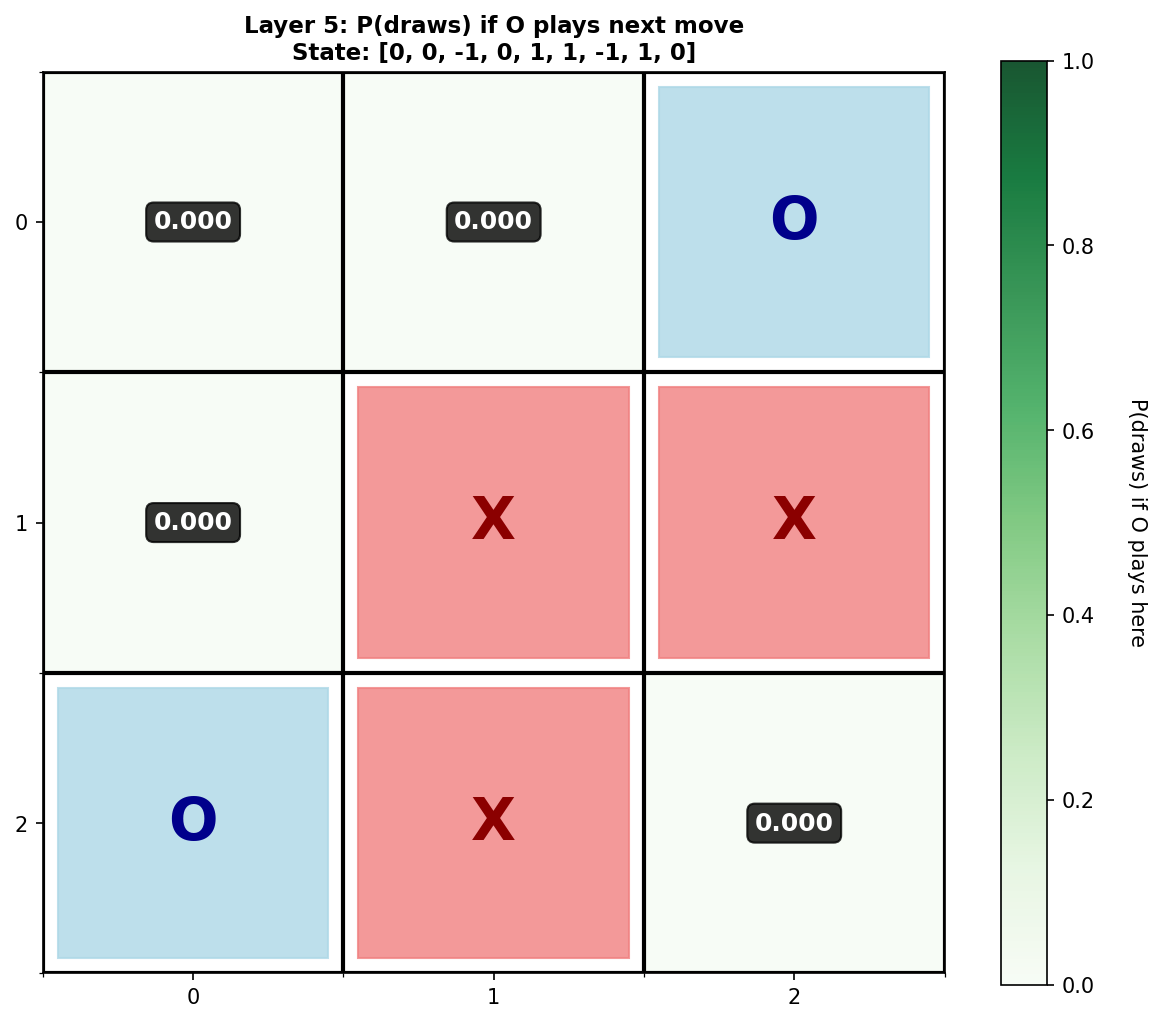 Layer 5: P(draws) if O plays next move
State: [0, 0, -1, 0, 1, 1, -1, 1, 0]
0.000
0.000
O
0.000
X
X
O
X
0.000
0
1
2
0
1
2
1.0
0.8
0.6
0.4
0.2
0.0
P(draws) if O plays here